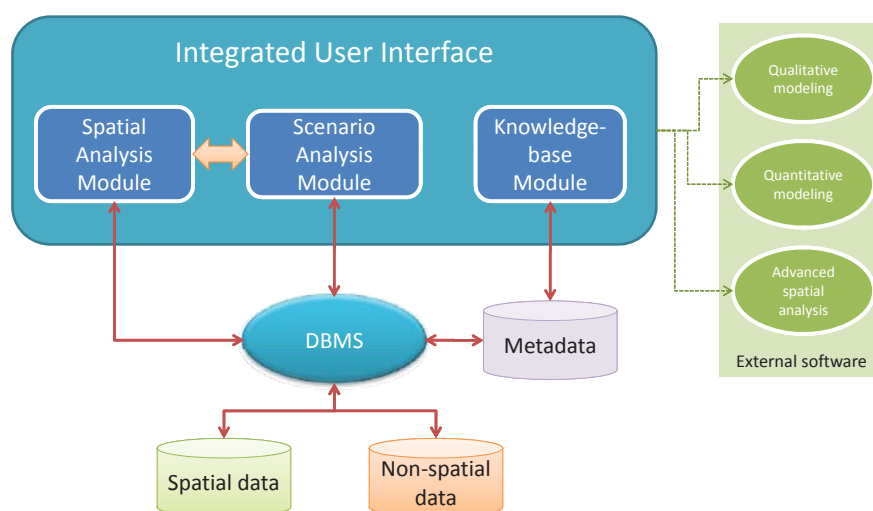 Integrated User Interface
Spatial
Analysis
Module
Scenario
Analysis
Module
Knowledge-
base
Module
Qualitative
modeling
Quantitative
modeling
Advanced
spatial
analysis
External software
DBMS
Metadata
Spatial data
Non-spatial
data